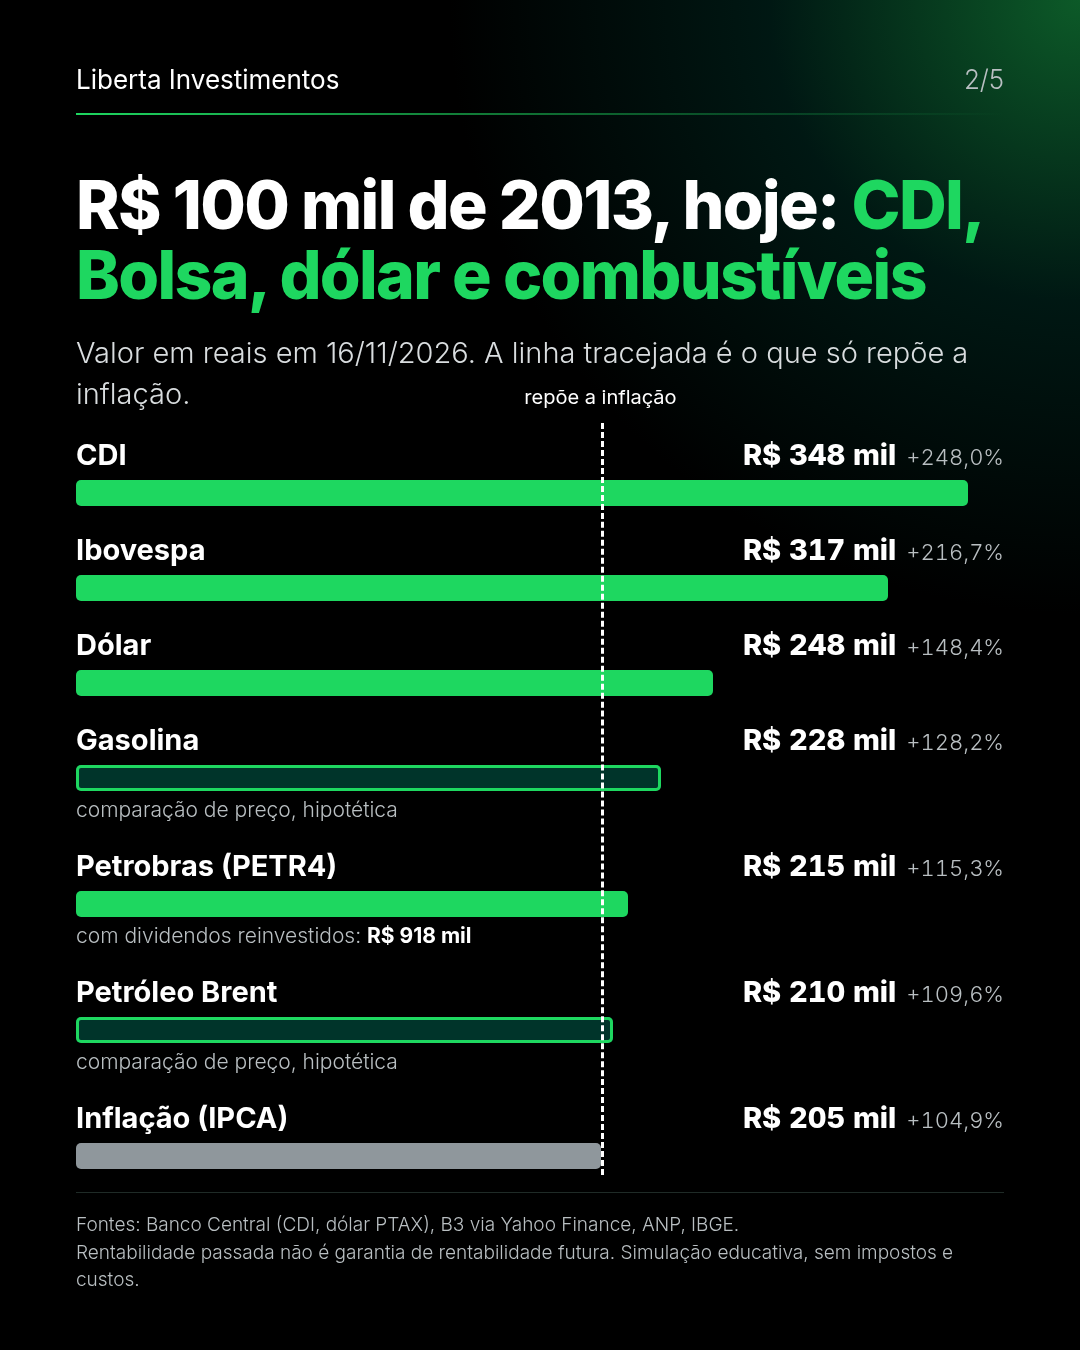 Liberta Investimentos
2/5
R$ 100 mil de 2013, hoje: CDI,
Bolsa, dólar e combustíveis
Valor em reais em 16/11/2026. A linha tracejada é o que só repõe a
inflação.
repõe a inflação
CDI R$ 348 mil +248,0%
Ibovespa R$ 317 mil +216,7%
Dólar R$ 248 mil +148,4%
Gasolina R$ 228 mil +128,2%
comparação de preço, hipotética
Petrobras (PETR4) R$ 215 mil +115,3%
com dividendos reinvestidos: R$ 918 mil
Petróleo Brent R$ 210 mil +109,6%
comparação de preço, hipotética
Inflação (IPCA) R$ 205 mil +104,9%
Fontes: Banco Central (CDI, dólar PTAX), B3 via Yahoo Finance, ANP, IBGE.
Rentabilidade passada não é garantia de rentabilidade futura. Simulação educativa, sem impostos e
custos.